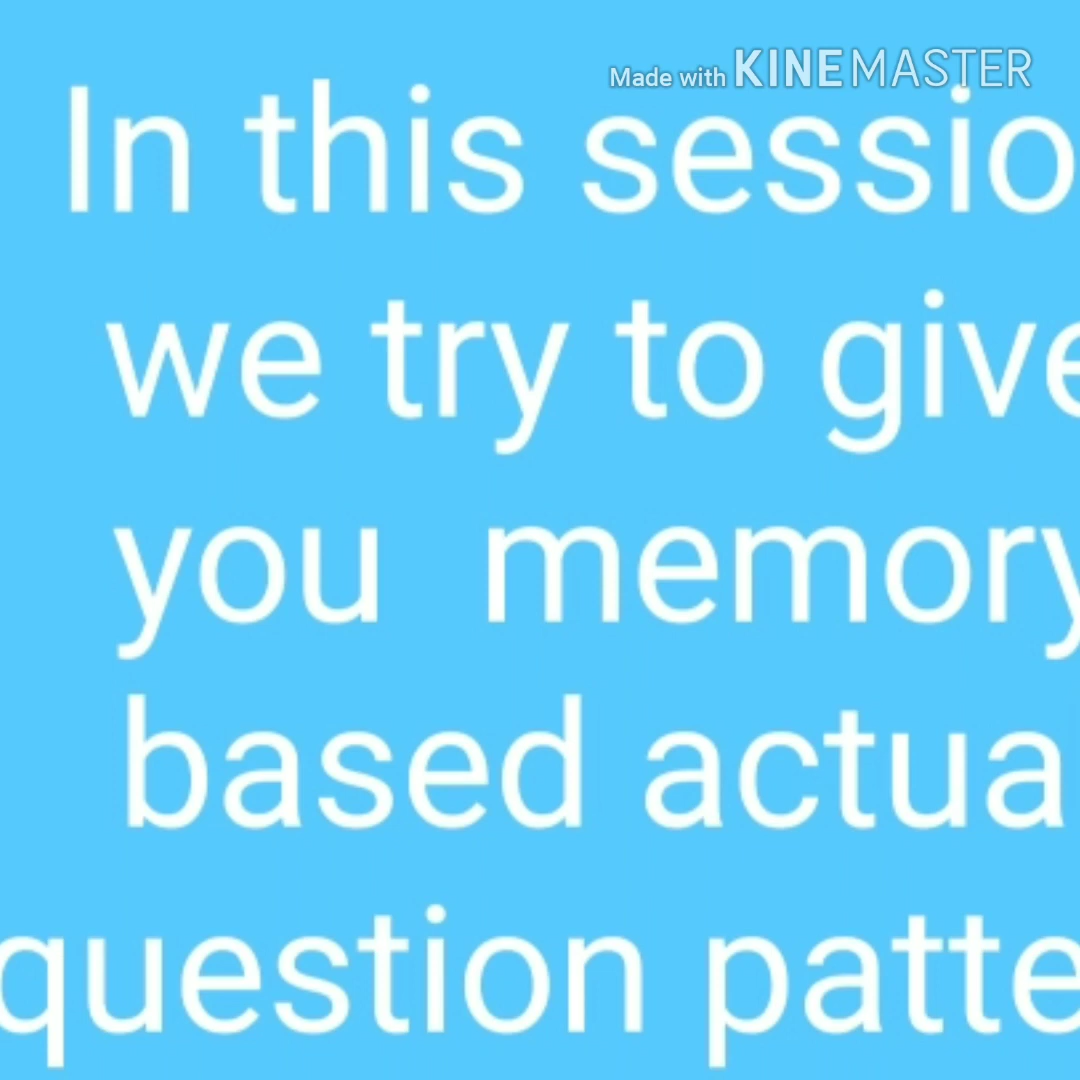 Made with KINEMASTER
In this sessio
we try to give
you memory
based actua
question patte